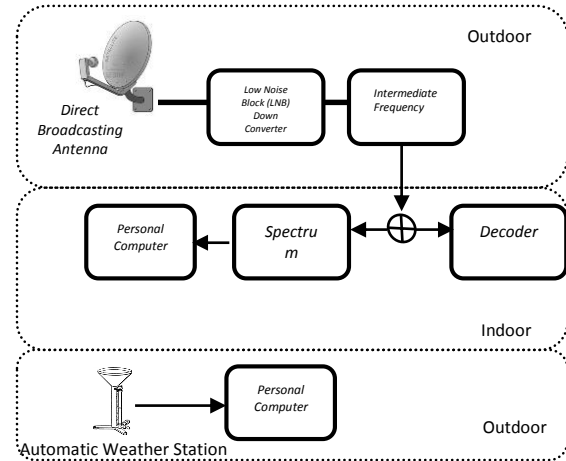 Outdoor
Direct
Broadcasting
Antenna
Low Noise
Block (LNB)
Down
Converter
Intermediate
Frequency
Personal
Computer
Spectru
m
Decoder
Indoor
Personal
Computer
Outdoor
Automatic Weather Station